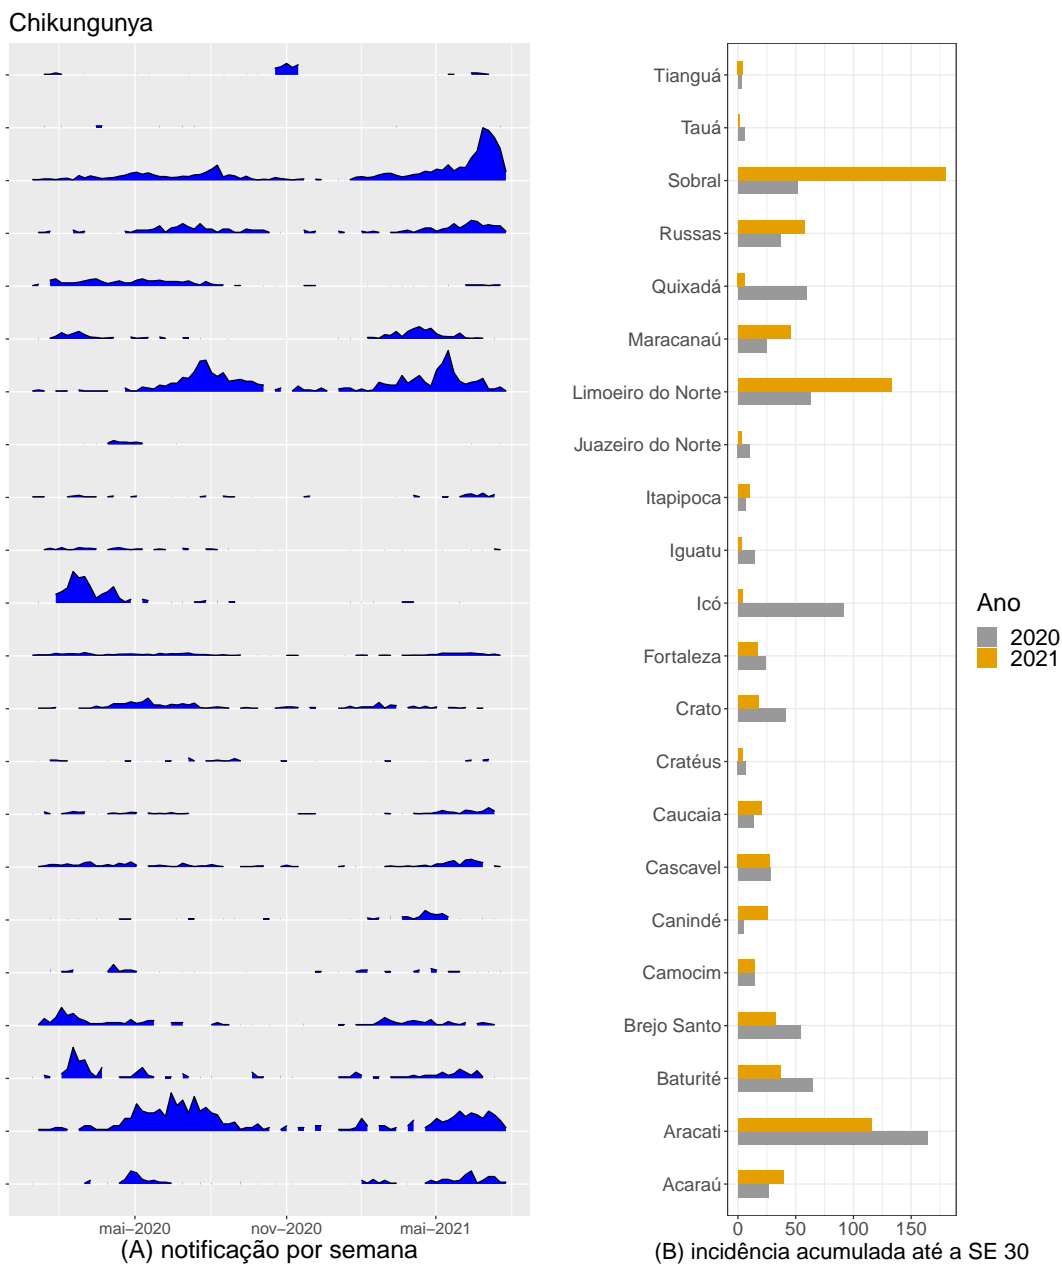 Chikungunya
Tianguá
Tauá
Sobral
Russas
Quixadá
Maracanaú
Limoeiro do Norte
Juazeiro do Norte
Itapipoca
Iguatu
Icó
Fortaleza
Crato
Cratéus
Caucaia
Cascavel
Canindé
Camocim
Brejo Santo
Baturité
Aracati
Acaraú
Ano
2020
2021
mai–2020 nov–2020 mai–2021
0 50 100 150
(A) notificação por semana
(B) incidência acumulada até a SE 30